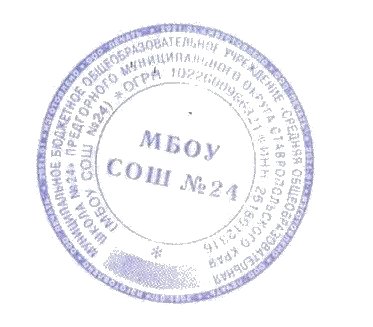 МУНИЦИПАЛЬНОЕ БЮДЖЕТНОЕ ОБЩЕОБРАЗОВАТЕЛЬНОЕ УЧРЕЖДЕНИЕ «СРЕДНЯЯ ОБЩЕОБРАЗОВАТЕЛЬНАЯ
ШКОЛА №24» ПРЕДГОРНОГО МУНИЦИПАЛЬНОГО ОКРУГА СТАВРОПОЛЬСКОГО КРАЯ
(МБОУ СОШ №24) * ОГРН 1022600966321 * ИНН
МБОУ
СОШ №24